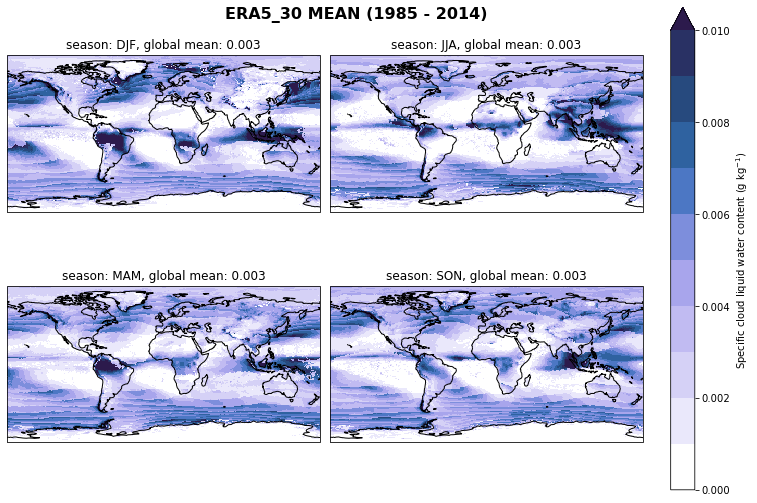 ERA5_30 MEAN (1985 - 2014)
season: DJF, global mean: 0.003
season: JJA, global mean: 0.003
season: MAM, global mean: 0.003
season: SON, global mean: 0.003
0.010
0.008
0.006
0.004
0.002
0.000
Specific cloud liquid water content (g kg⁻¹)